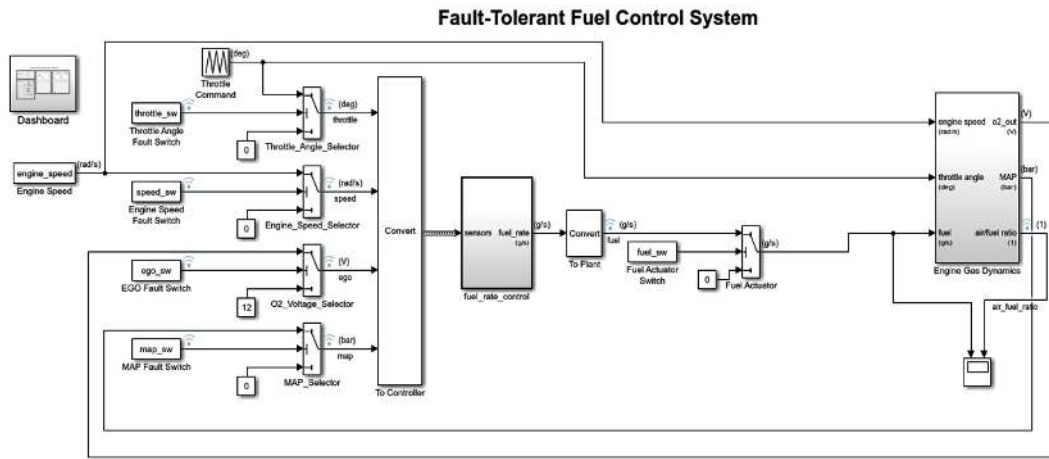 Fault-Tolerant Fuel Control System
Dashboard
(deg)
Throttle
Command
throttle_sw
Throttle Angle
Fault Switch
0
(deg)
throttle
Throttle_Angle_Selector
engine_speed
(rad/s)
Engine Speed
speed_sw
Engine Speed
Fault Switch
0
(rad/s)
speed
Engine_Speed_Selector
ego_sw
EGO Fault Switch
12
(V)
ego
O2_Voltage_Selector
map_sw
MAP Fault Switch
0
(bar)
map
MAP_Selector
Convert
To Controller
sensors
fuel_rate
(g/s)
fuel_rate_control
(g/s)
Convert
To Plant
(g/s)
fuel
fuel_sw
Fuel Actuator
Switch
0
(g/s)
Fuel Actuator
engine speed
(rad/s)
o2_out
(V)
(V)
throttle angle
(deg)
MAP
(bar)
(bar)
fuel
(g/s)
air/fuel ratio
(1)
(1)
Engine Gas Dynamics
air_fuel_ratio